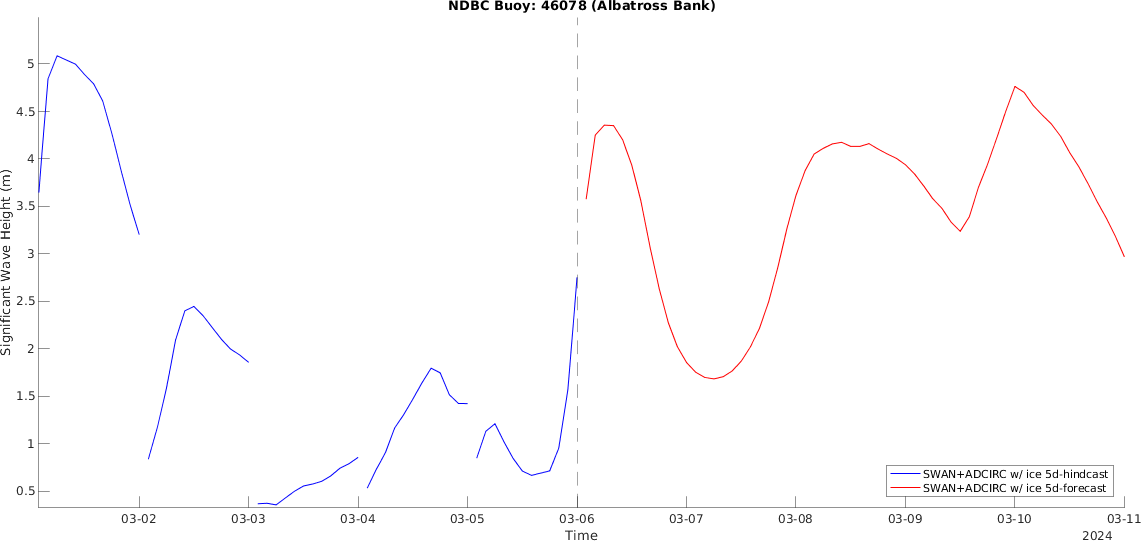 NDBC Buoy: 46078 (Albatross Bank)
Significant Wave Height (m)
5
4.5
4
3.5
3
2.5
2
1.5
1
0.5
SWAN+ADCIRC w/ ice 5d-hindcast
SWAN+ADCIRC w/ ice 5d-forecast
03-02 03-03 03-04 03-05 03-06 03-07 03-08 03-09 03-10 03-11
Time
2024